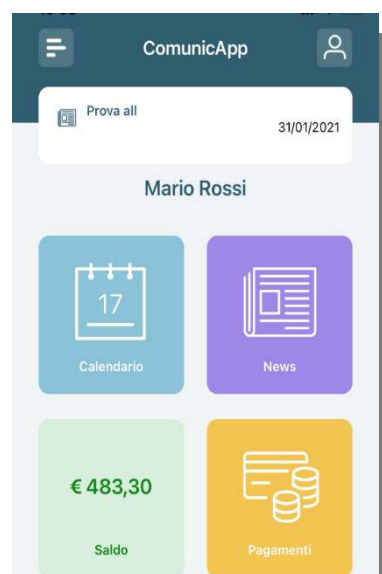 ComunicApp
Prova all
31/01/2021
Mario Rossi
17
Calendario
News
€ 483,30
Saldo
Pagamenti